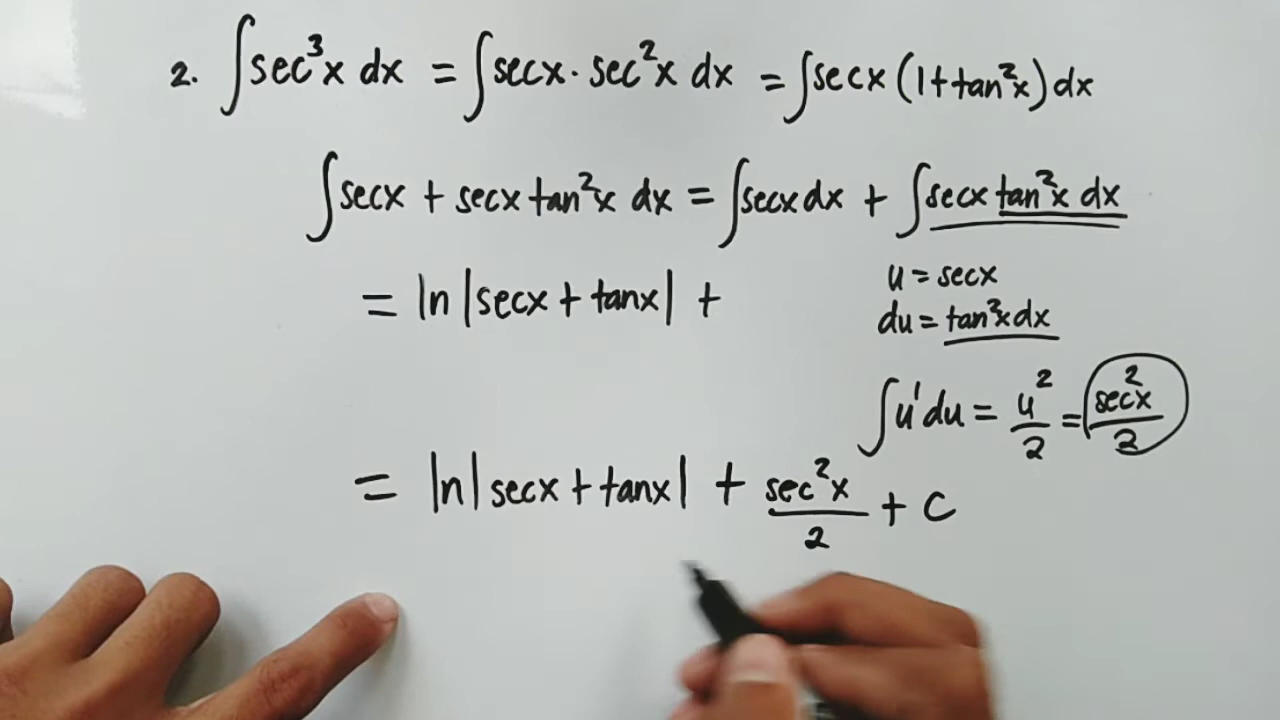 2. ∫sec³x dx = ∫secx · sec²x dx = ∫secx (1+tan²x) dx
∫secx + secx tan²x dx = ∫secx dx + ∫secx tan²x dx
= ln |secx + tanx| +
u = secx
du = tan²x dx
∫u¹du = u²/2 = sec²x/2
= ln|secx + tanx| + sec²x/2 + C